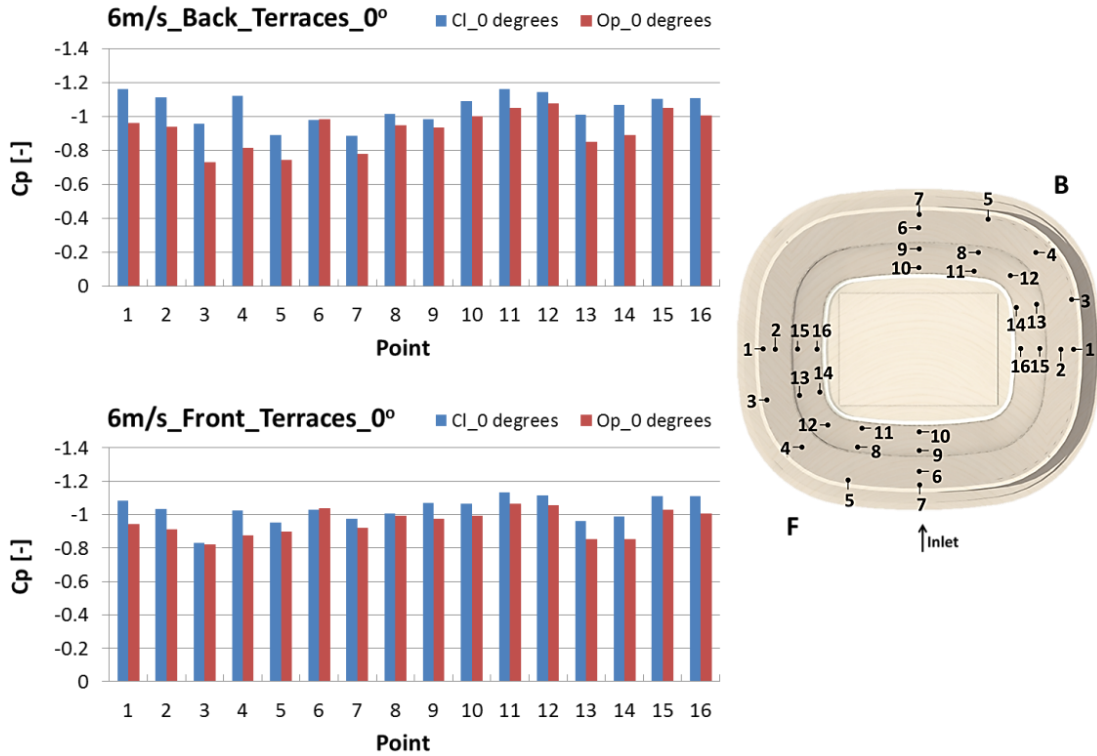 6m/s_Back_Terraces_0°
Cl_0 degrees Op_0 degrees
-1.4
-1.2
-1
-0.8
-0.6
-0.4
-0.2
0
Cp [-]
1 2 3 4 5 6 7 8 9 10 11 12 13 14 15 16
Point
6m/s_Front_Terraces_0°
Cl_0 degrees Op_0 degrees
-1.4
-1.2
-1
-0.8
-0.6
-0.4
-0.2
0
Cp [-]
1 2 3 4 5 6 7 8 9 10 11 12 13 14 15 16
Point
B
7 5
6
9 8 4
10 11 12
3
14 13
2 15 16
1 1
16 15 2
13 14
3
12 11 10
4 8 9
6
5 7
F
Inlet